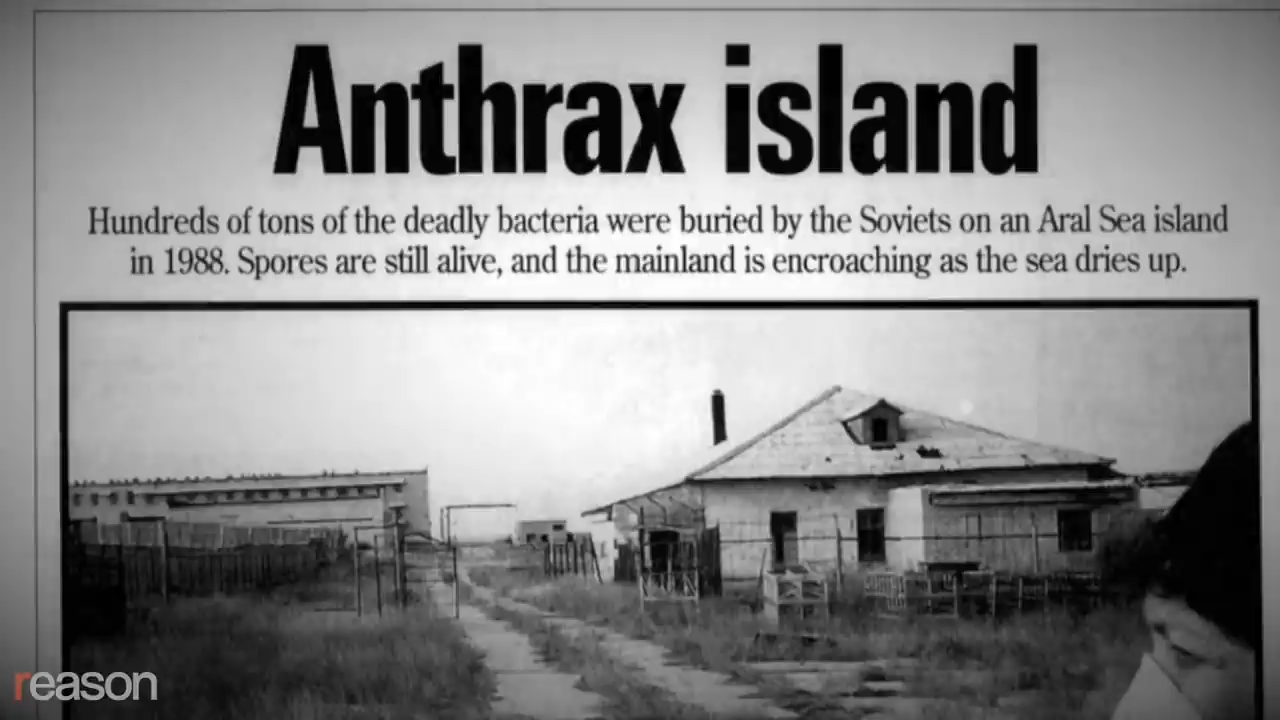 Anthrax island
Hundreds of tons of the deadly bacteria were buried by the Soviets on an Aral Sea island
in 1988. Spores are still alive, and the mainland is encroaching as the sea dries up.
reason